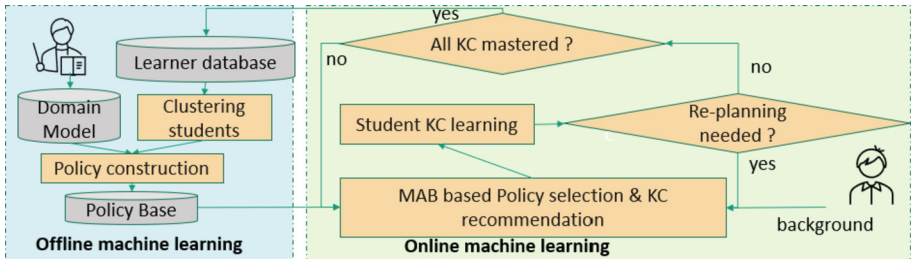 yes
All KC mastered ?
no
Learner database
no
Domain
Model
Clustering
students
Student KC learning
Re-planning
needed ?
Policy construction
yes
MAB based Policy selection & KC
recommendation
Policy Base
background
Offline machine learning
Online machine learning